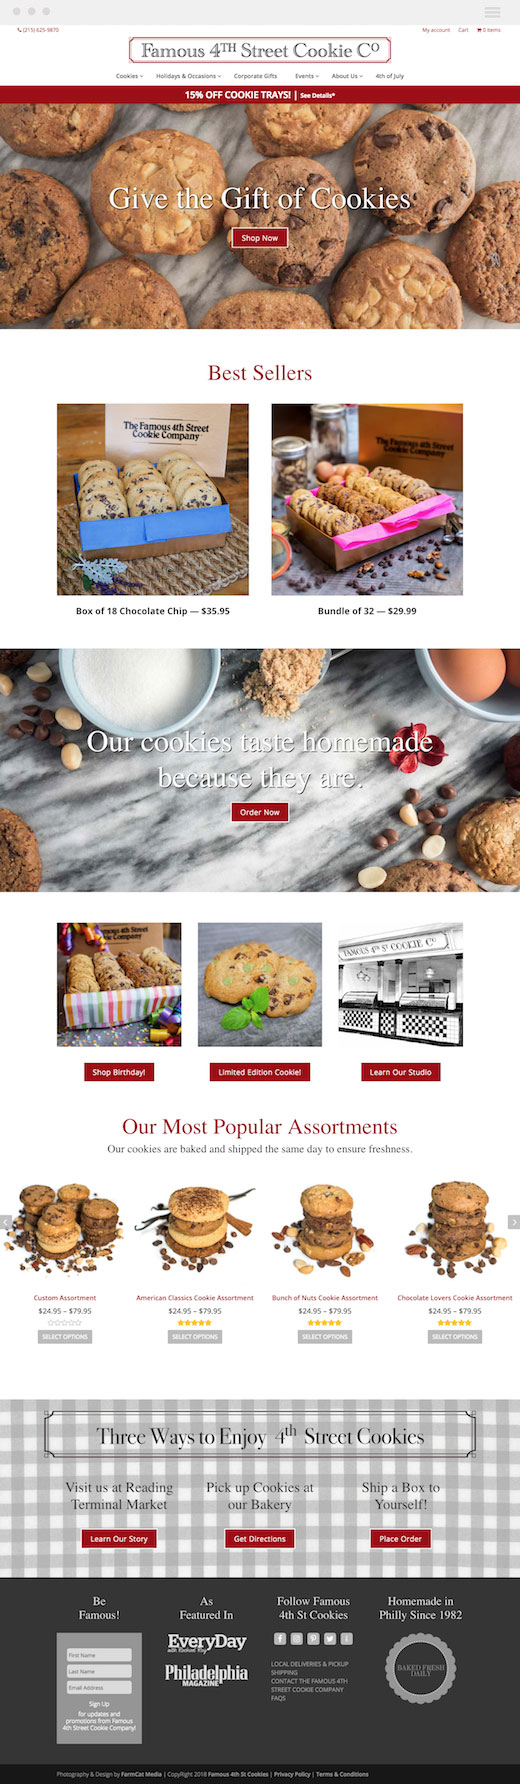 (215) 625-9870 My account Cart 0 items
Famous 4TH Street Cookie Co
Cookies Holidays & Occasions Corporate Gifts Events About Us 4th of July
15% OFF COOKIE TRAYS! | See Details*
Give the Gift of Cookies
Shop Now
Best Sellers
The Famous 4th Street
Cookie Company
The Famous 4th Street
Cookie Company
Box of 18 Chocolate Chip — $35.95 Bundle of 32 — $29.99
Our cookies taste homemade
because they are.
Order Now
The Famous 4th Street
Cookie Company
FAMOUS 4TH ST COOKIE CO
Shop Birthday! Limited Edition Cookie! Learn Our Studio
Our Most Popular Assortments
Our cookies are baked and shipped the same day to ensure freshness.
Custom Assortment American Classics Cookie Assortment Bunch of Nuts Cookie Assortment Chocolate Lovers Cookie Assortment
$24.95 – $79.95 $24.95 – $79.95 $24.95 – $79.95 $24.95 – $79.95
SELECT OPTIONS SELECT OPTIONS SELECT OPTIONS SELECT OPTIONS
Three Ways to Enjoy 4th Street Cookies
Visit us at Reading
Terminal Market
Pick up Cookies at
our Bakery
Ship a Box to
Yourself!
Learn Our Story Get Directions Place Order
Be
Famous!
First Name
Last Name
Email Address
Sign Up
for updates and
promotions from Famous
4th Street Cookie Company!
As
Featured In
EveryDay
with Rachael Ray
Philadelphia
MAGAZINE
Follow Famous
4th St Cookies
LOCAL DELIVERIES & PICKUP
SHIPPING
CONTACT THE FAMOUS 4TH
STREET COOKIE COMPANY
FAQS
Homemade in
Philly Since 1982
BAKED FRESH
DAILY
Photography & Design by FarmCat Media | CopyRight 2018 Famous 4th St Cookies | Privacy Policy | Terms & Conditions